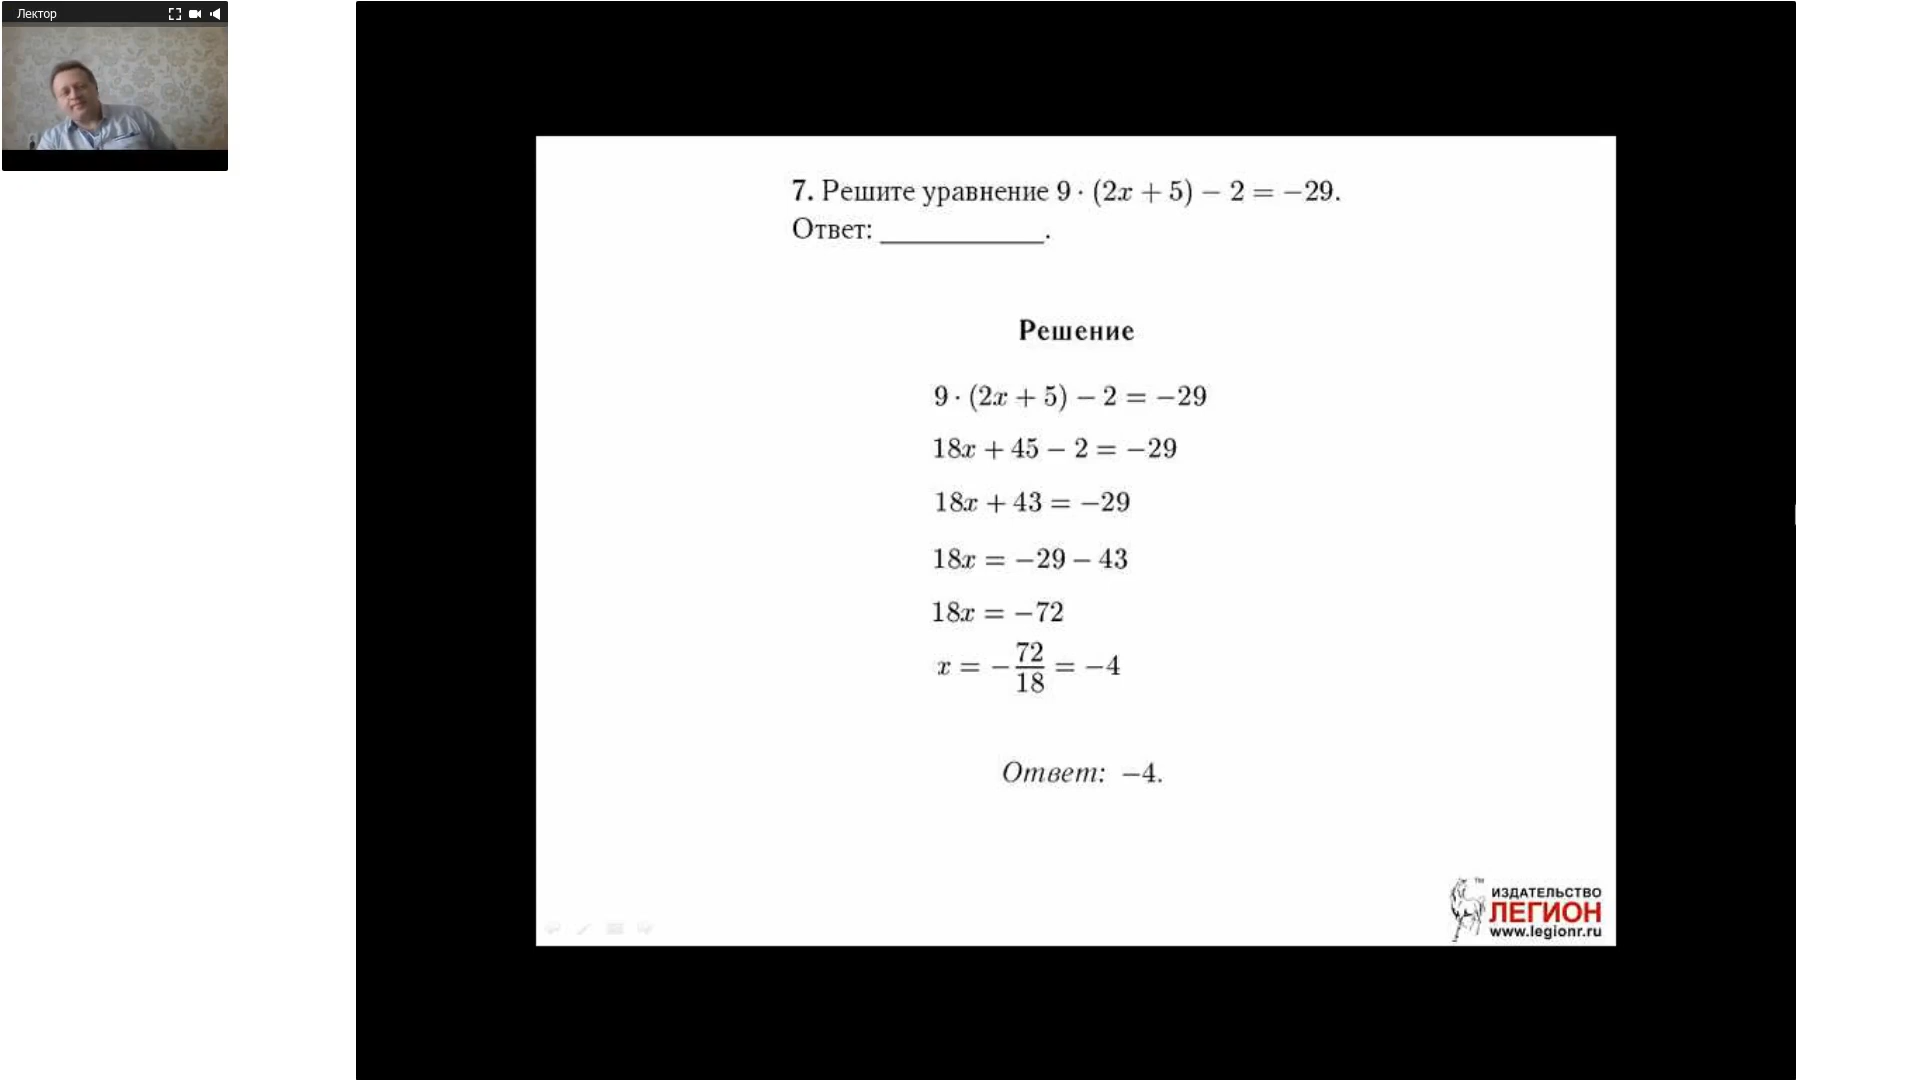 Лектор
7. Решите уравнение 9 · (2x + 5) − 2 = −29.
Ответ: ____________.
Решение
9 · (2x + 5) − 2 = −29
18x + 45 − 2 = −29
18x + 43 = −29
18x = −29 − 43
18x = −72
x = −72/18 = −4
Ответ: −4.
TM
ИЗДАТЕЛЬСТВО
ЛЕГИОН
www.legionr.ru